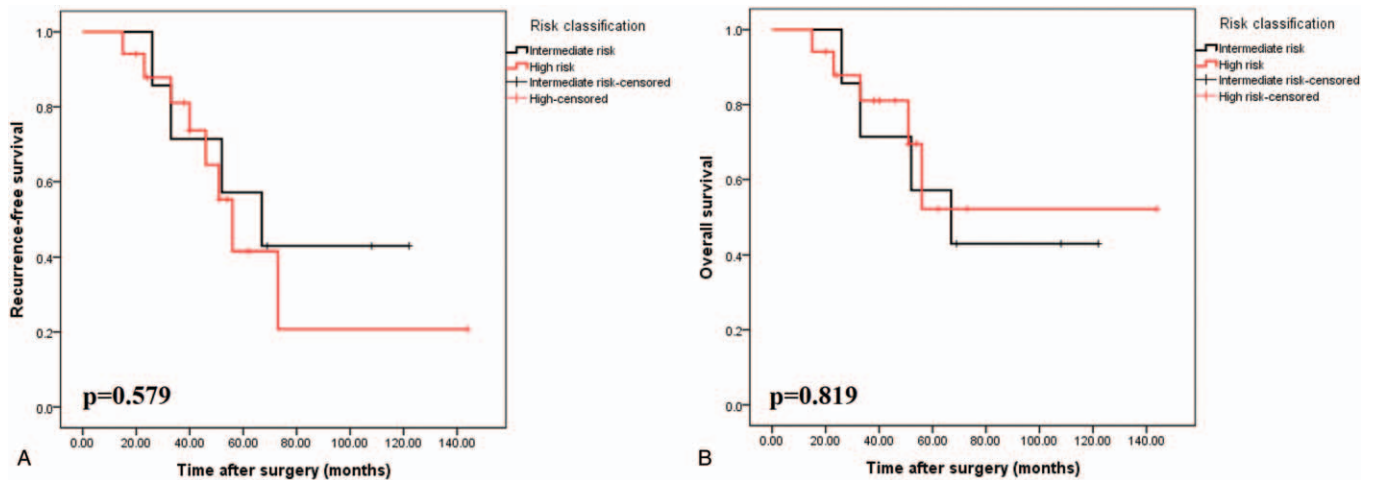 Risk classification
Intermediate risk
High risk
Intermediate risk-censored
High-censored
Recurrence-free survival
1.0
0.8
0.6
0.4
0.2
0.0
p=0.579
0.00 20.00 40.00 60.00 80.00 100.00 120.00 140.00
Time after surgery (months)
A
Risk classification
Intermediate risk
High risk
Intermediate risk-censored
High risk-censored
Overall survival
1.0
0.8
0.6
0.4
0.2
0.0
p=0.819
0.00 20.00 40.00 60.00 80.00 100.00 120.00 140.00
Time after surgery (months)
B